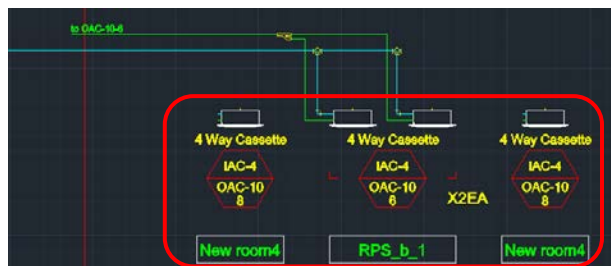 to OAC-10-6
4 Way Cassette 4 Way Cassette 4 Way Cassette
IAC-4 IAC-4 IAC-4
OAC-10 OAC-10 OAC-10
8 6 8
X2EA
New room4 RPS_b_1 New room4